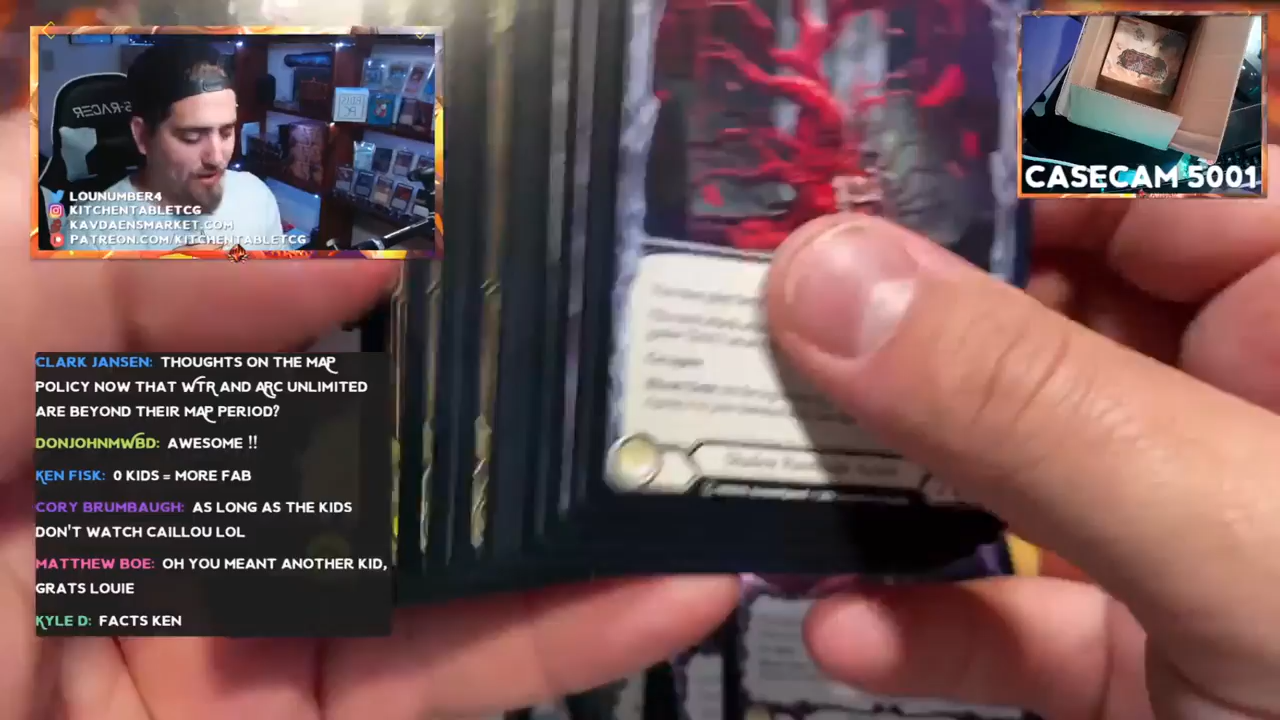 LOUNUMBER4
KITCHENTABLETCG
KAVDAENSMARKET.COM
PATREON.COM/KITCHENTABLETCG
CASECAM 5001
CLARK JANSEN: THOUGHTS ON THE MAP
POLICY NOW THAT WTR AND ARC UNLIMITED
ARE BEYOND THEIR MAP PERIOD?
DONJOHNMWBD: AWESOME !!
KEN FISK: 0 KIDS = MORE FAB
CORY BRUMBAUGH: AS LONG AS THE KIDS
DON'T WATCH CAILLOU LOL
MATTHEW BOE: OH YOU MEANT ANOTHER KID,
GRATS LOUIE
KYLE D: FACTS KEN